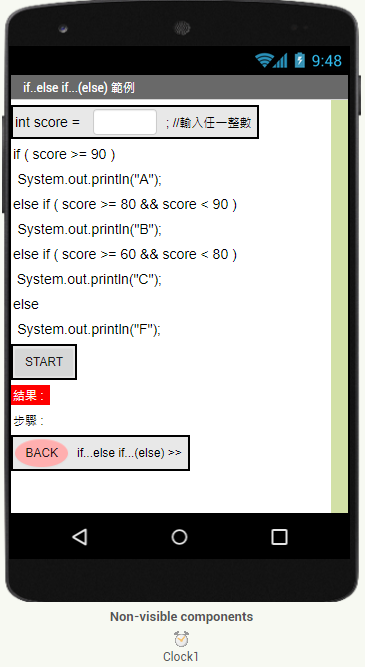 9:48
if..else if...(else) 範例
int score = ; //輸入任一整數
if ( score >= 90 )
System.out.println("A");
else if ( score >= 80 && score < 90 )
System.out.println("B");
else if ( score >= 60 && score < 80 )
System.out.println("C");
else
System.out.println("F");
START
結果 :
步驟 :
BACK if...else if...(else) >>
Non-visible components
Clock1